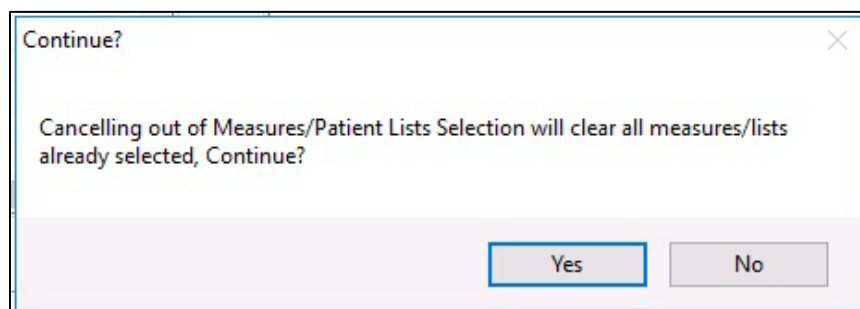 Continue?
Cancelling out of Measures/Patient Lists Selection will clear all measures/lists
already selected, Continue?
Yes
No